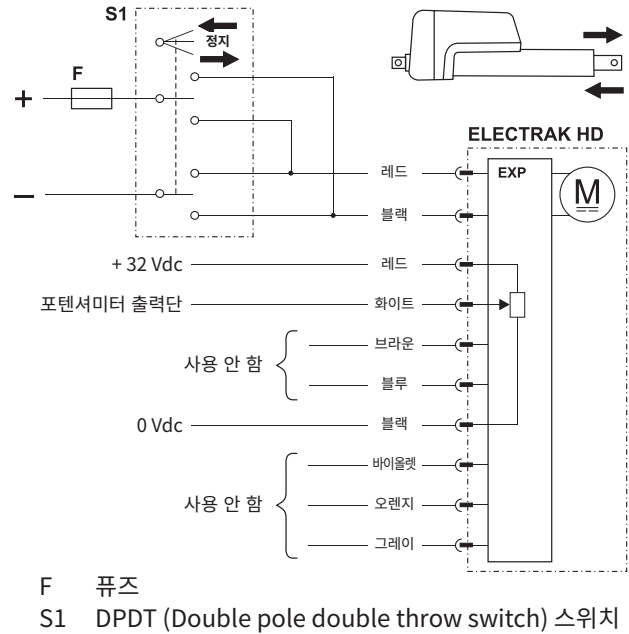 S1
정지
F
+
−
ELECTRAK HD
EXP
M
레드
블랙
+ 32 Vdc 레드
포텐셔미터 출력단 화이트
브라운
사용 안 함
블루
0 Vdc 블랙
바이올렛
사용 안 함 오렌지
그레이
F 퓨즈
S1 DPDT (Double pole double throw switch) 스위치